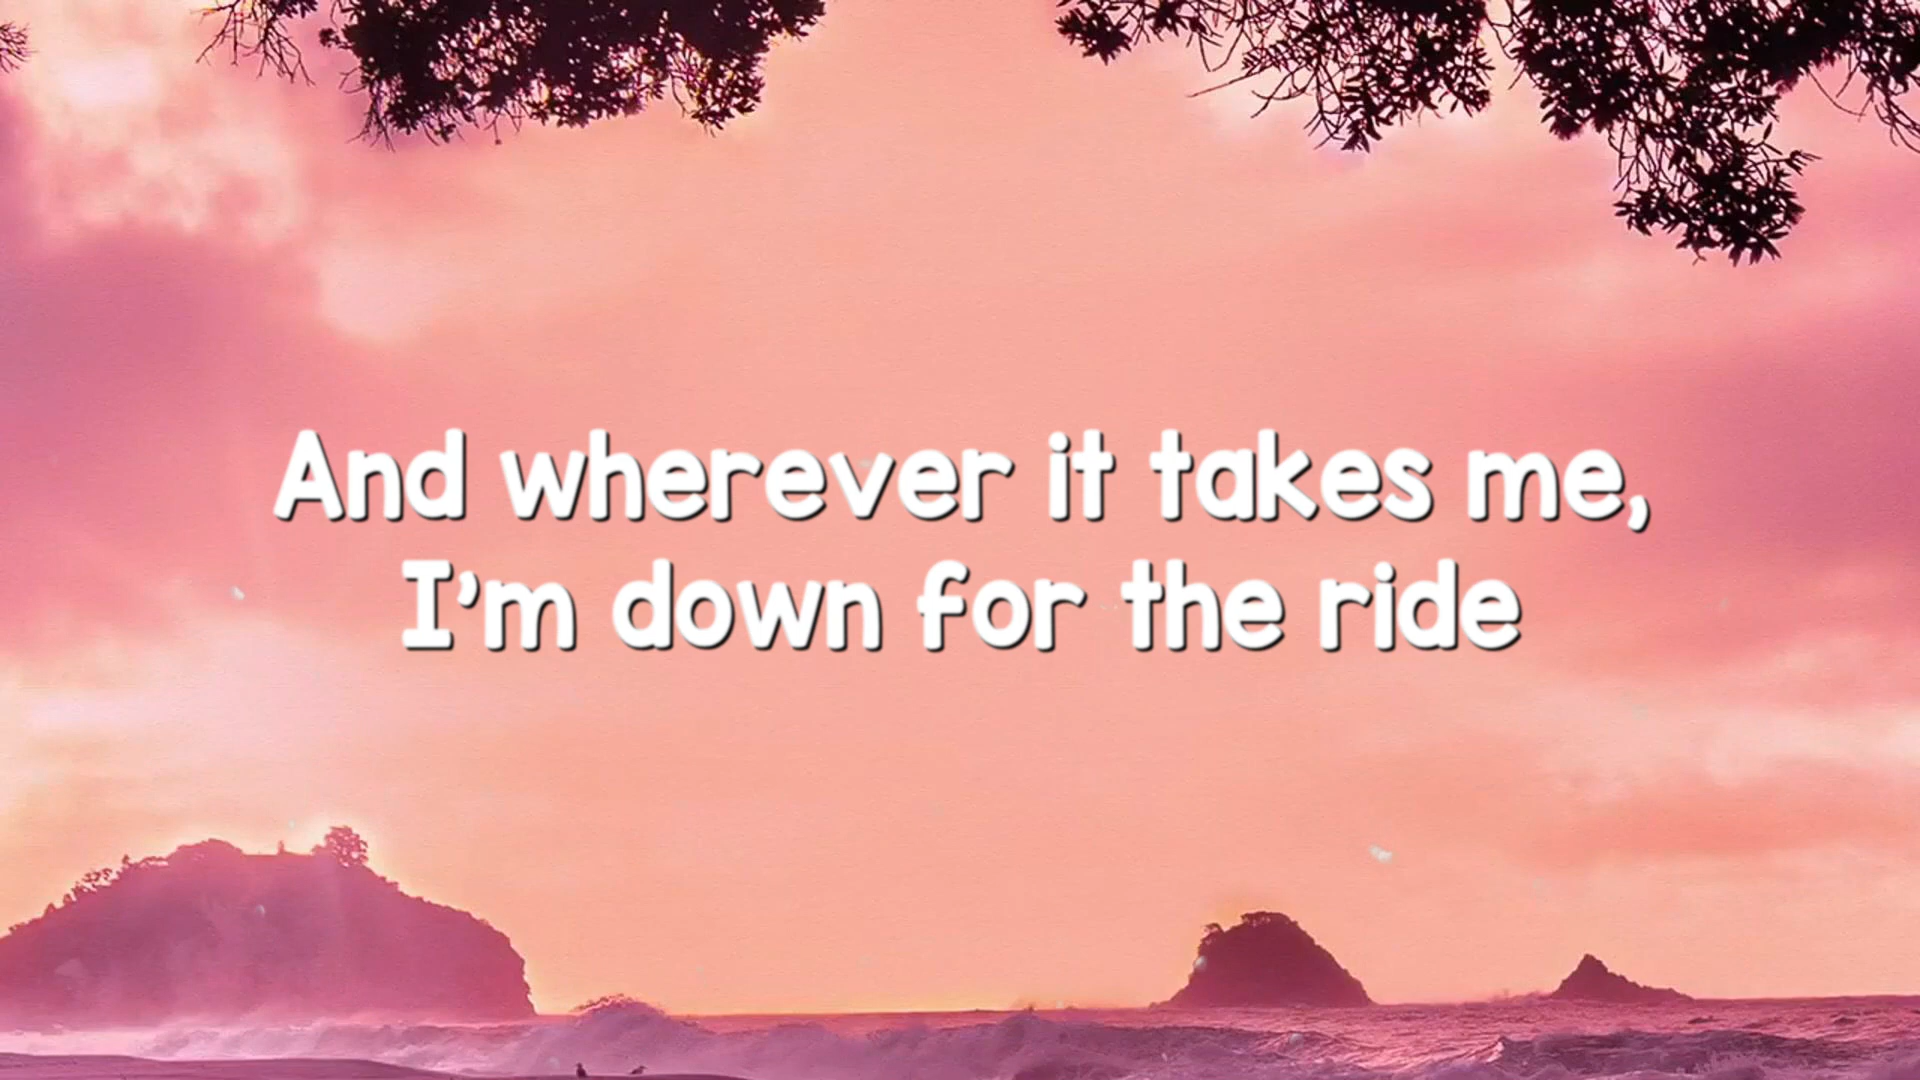 And wherever it takes me,
I'm down for the ride